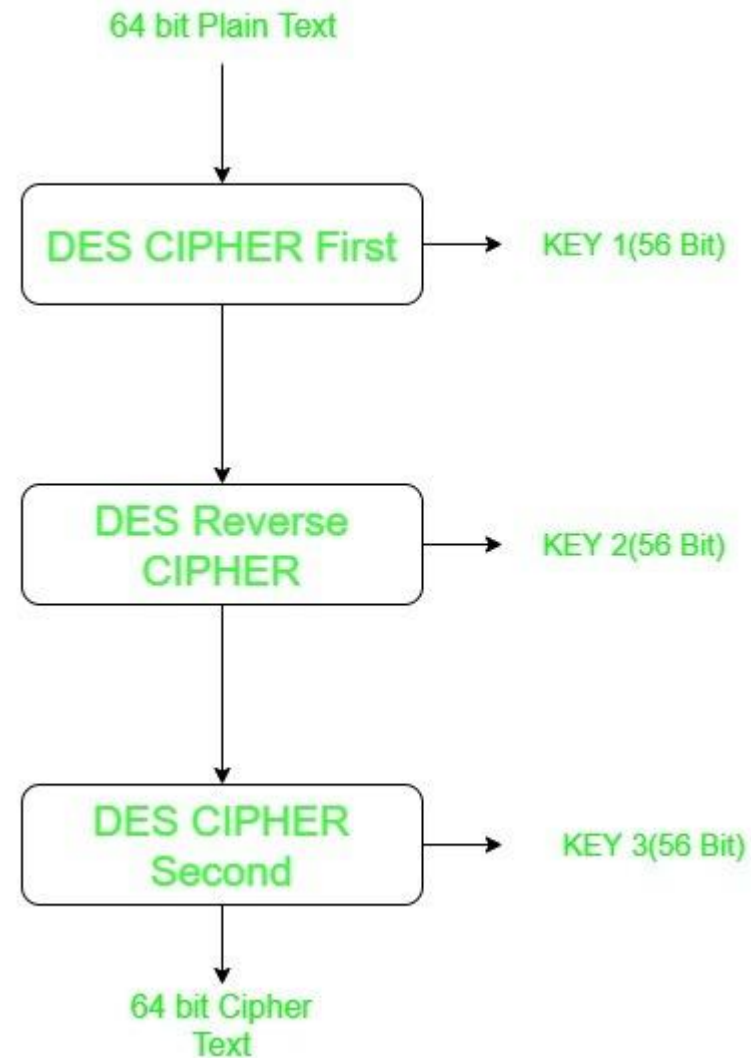 64 bit Plain Text
DES CIPHER First
KEY 1(56 Bit)
DES Reverse
CIPHER
KEY 2(56 Bit)
DES CIPHER
Second
KEY 3(56 Bit)
64 bit Cipher
Text